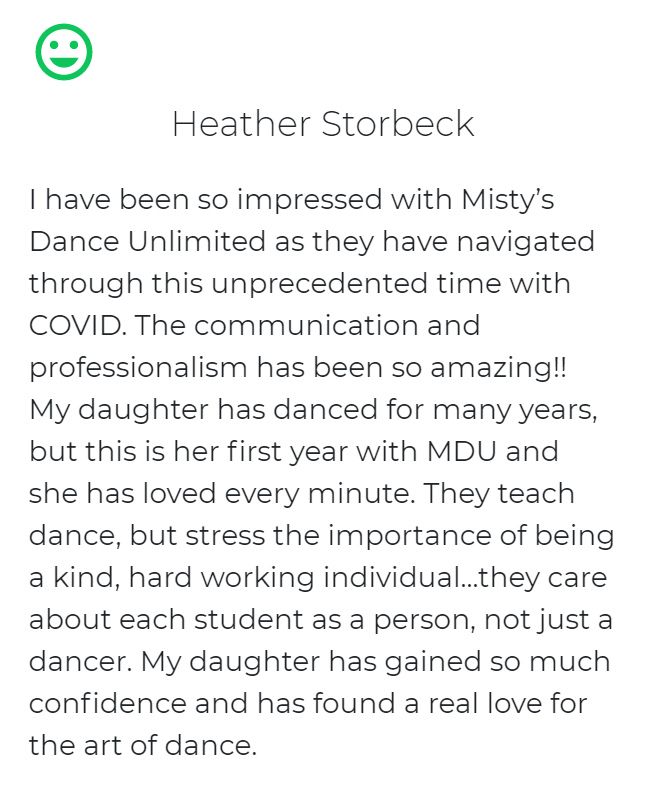 Heather Storbeck
I have been so impressed with Misty’s
Dance Unlimited as they have navigated
through this unprecedented time with
COVID. The communication and
professionalism has been so amazing!!
My daughter has danced for many years,
but this is her first year with MDU and
she has loved every minute. They teach
dance, but stress the importance of being
a kind, hard working individual...they care
about each student as a person, not just a
dancer. My daughter has gained so much
confidence and has found a real love for
the art of dance.